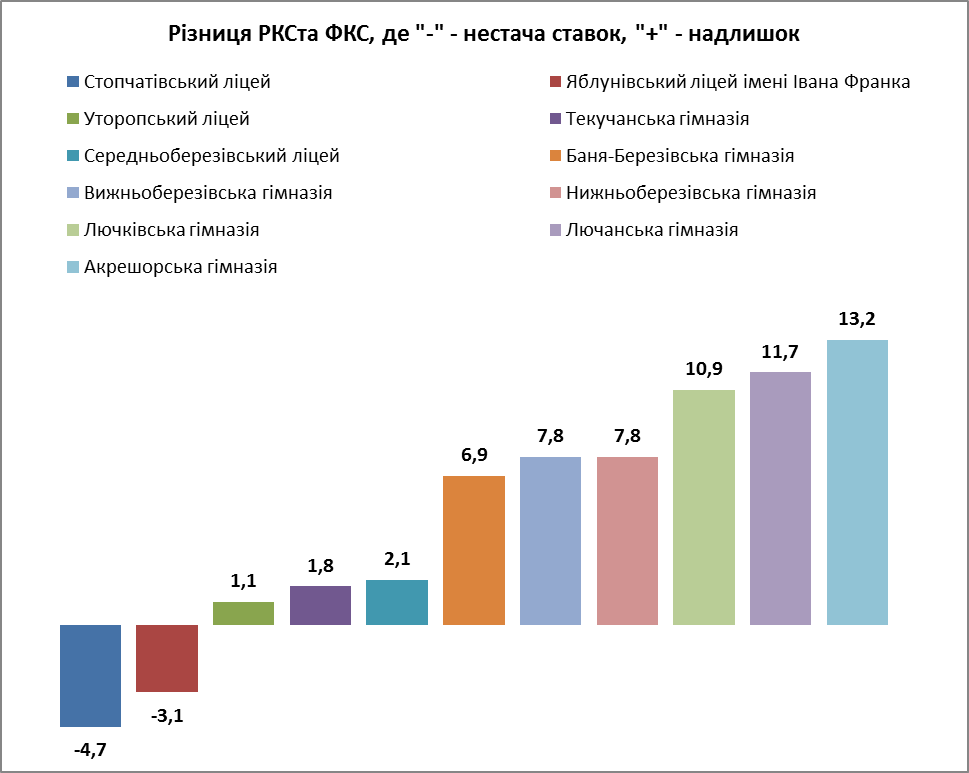 Різниця РКСта ФКС, де "-" - нестача ставок, "+" - надлишок
Стопчатівський ліцей
Яблунівський ліцей імені Івана Франка
Уторопський ліцей
Текучанська гімназія
Середньоберезівський ліцей
Баня-Березівська гімназія
Вижньоберезівська гімназія
Нижньоберезівська гімназія
Лючківська гімназія
Лючанська гімназія
Акрешорська гімназія
-4,7
-3,1
1,1
1,8
2,1
6,9
7,8
7,8
10,9
11,7
13,2